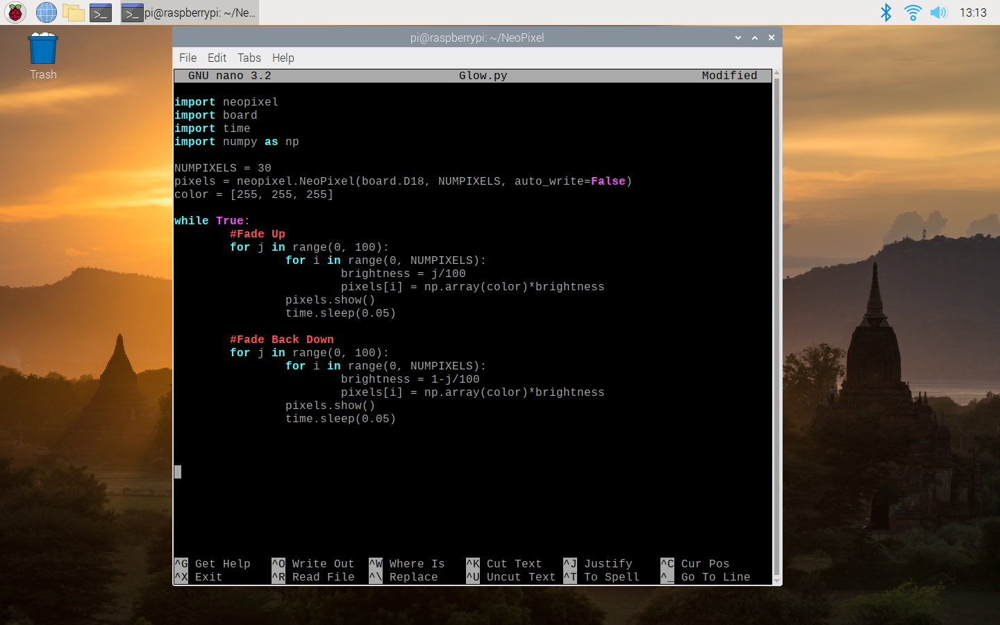 pi@raspberrypi: ~/Ne...
13:13
Trash
pi@raspberrypi: ~/NeoPixel
File Edit Tabs Help
GNU nano 3.2 Glow.py Modified
import neopixel
import board
import time
import numpy as np
NUMPIXELS = 30
pixels = neopixel.NeoPixel(board.D18, NUMPIXELS, auto_write=False)
color = [255, 255, 255]
while True:
        #Fade Up
        for j in range(0, 100):
                for i in range(0, NUMPIXELS):
                        brightness = j/100
                        pixels[i] = np.array(color)*brightness
                pixels.show()
                time.sleep(0.05)
        #Fade Back Down
        for j in range(0, 100):
                for i in range(0, NUMPIXELS):
                        brightness = 1-j/100
                        pixels[i] = np.array(color)*brightness
                pixels.show()
                time.sleep(0.05)
^G Get Help ^O Write Out ^W Where Is ^K Cut Text ^J Justify ^C Cur Pos
^X Exit ^R Read File ^\ Replace ^U Uncut Text ^T To Spell ^_ Go To Line